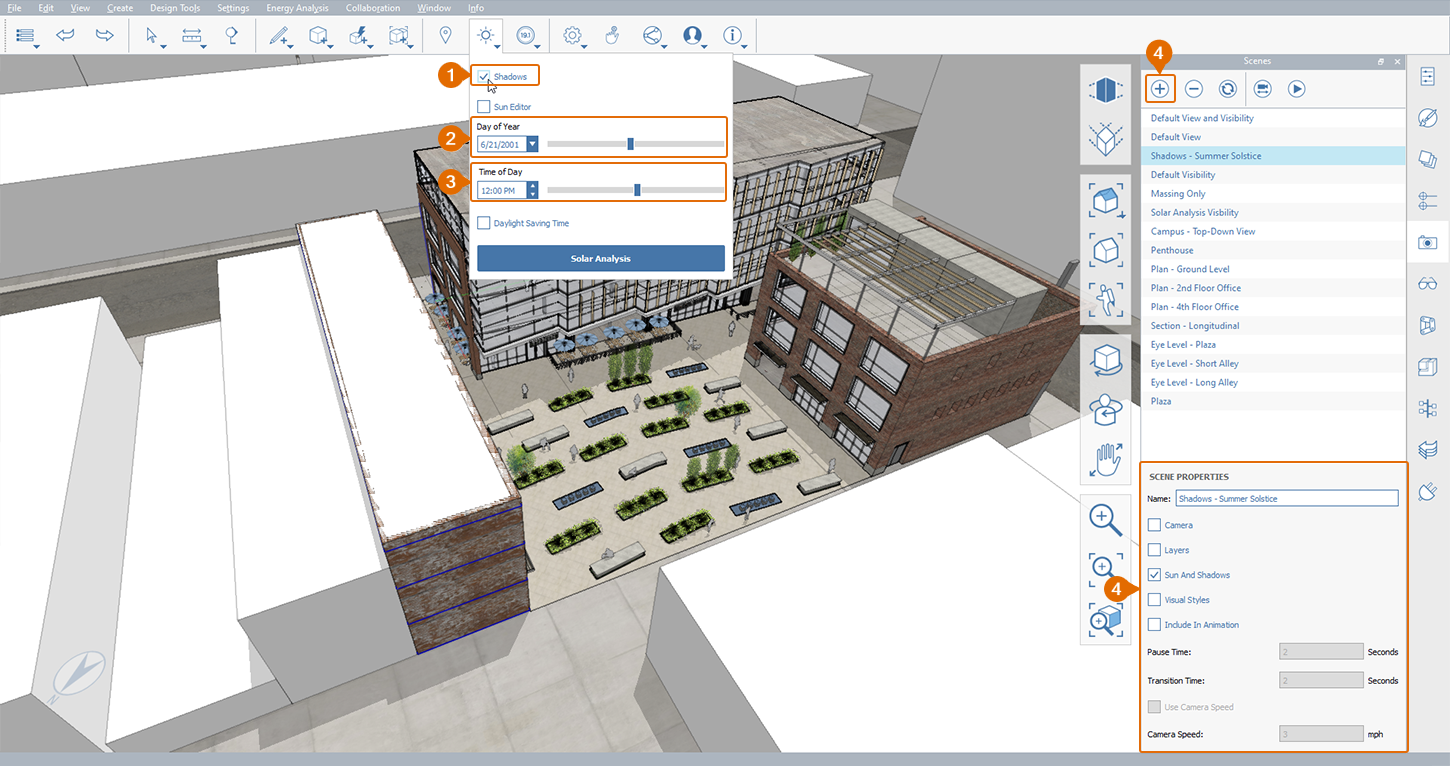 File Edit View Create Design Tools Settings Energy Analysis Collaboration Window Info
19.1
1
Shadows
Sun Editor
2
Day of Year
6/21/2001
3
Time of Day
12:00 PM
Daylight Saving Time
Solar Analysis
N
4
Scenes
Default View and Visibility
Default View
Shadows - Summer Solstice
Default Visibility
Massing Only
Solar Analysis Visbility
Campus - Top-Down View
Penthouse
Plan - Ground Level
Plan - 2nd Floor Office
Plan - 4th Floor Office
Section - Longitudinal
Eye Level - Plaza
Eye Level - Short Alley
Eye Level - Long Alley
Plaza
4
SCENE PROPERTIES
Name: Shadows - Summer Solstice
Camera
Layers
Sun And Shadows
Visual Styles
Include In Animation
Pause Time: 2 Seconds
Transition Time: 2 Seconds
Use Camera Speed
Camera Speed: 3 mph